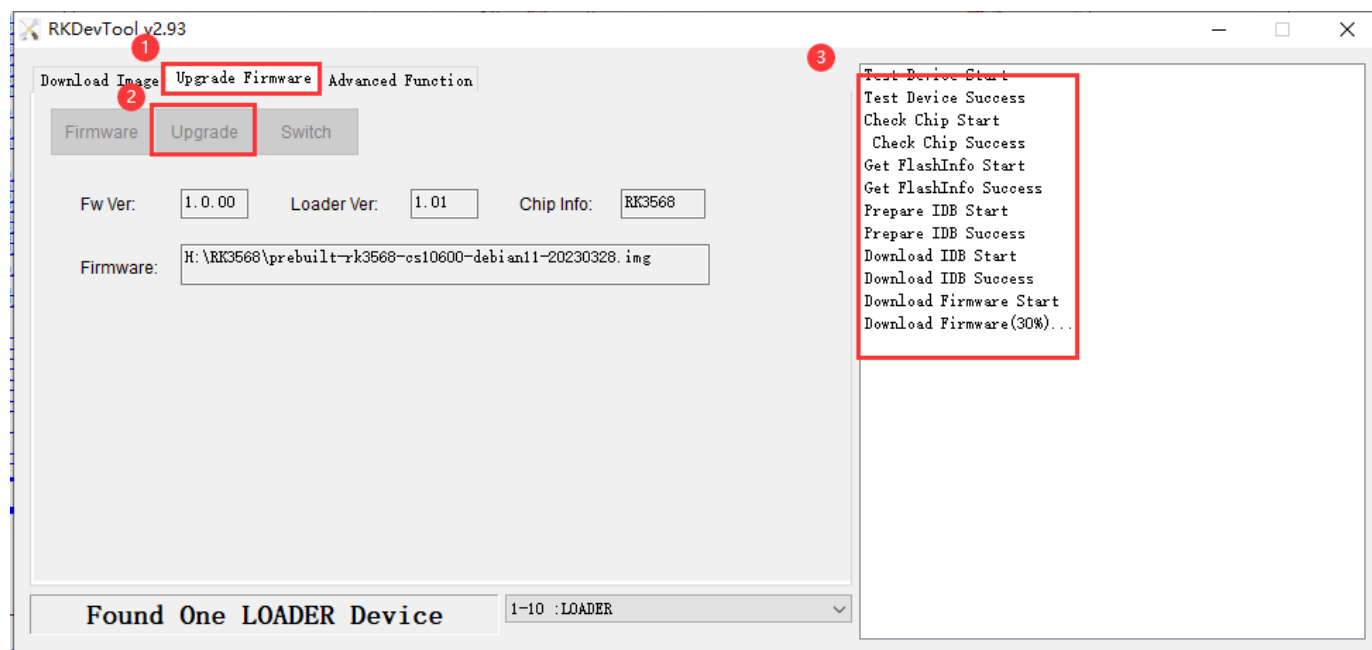 RKDevTool v2.93
1
3
Download Image Upgrade Firmware Advanced Function
2
Firmware Upgrade Switch
Fw Ver: 1.0.00 Loader Ver: 1.01 Chip Info: RK3568
Firmware: H:\RK3568\prebuilt-rk3568-cs10600-debian11-20230328.img
Found One LOADER Device
1-10 :LOADER
Test Device Start
Test Device Success
Check Chip Start
Check Chip Success
Get FlashInfo Start
Get FlashInfo Success
Prepare IDB Start
Prepare IDB Success
Download IDB Start
Download IDB Success
Download Firmware Start
Download Firmware(30%)...